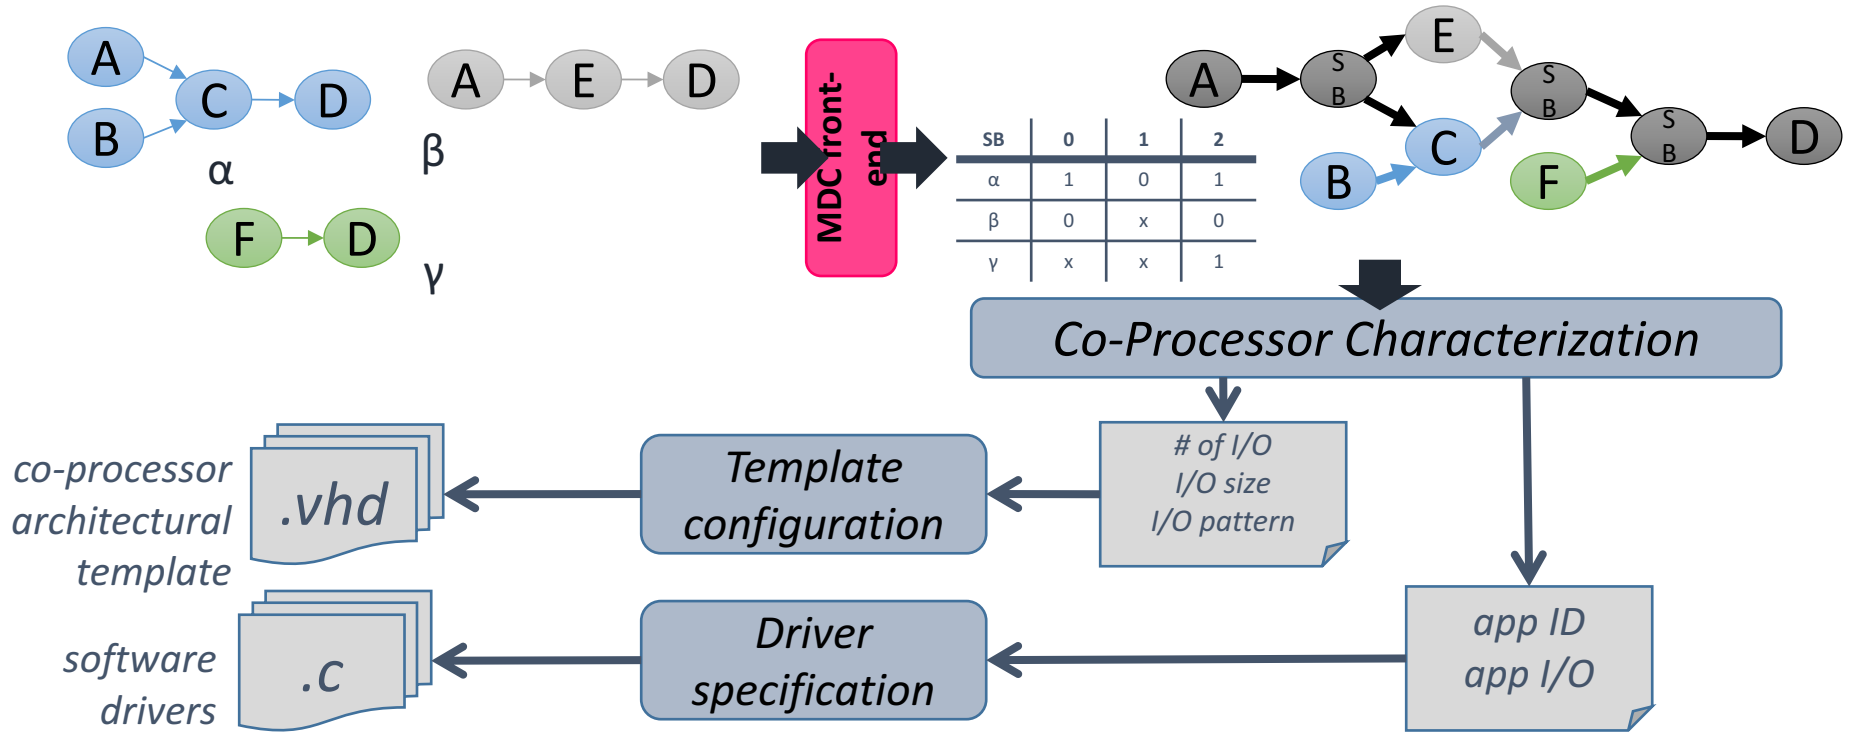 A
B
C
D
α
A
E
D
β
F
D
γ
MDC front-
end
SB 0 1 2
α 1 0 1
β 0 x 0
γ x x 1
A
S
B
E
C
B
S
B
F
S
B
D
Co-Processor Characterization
# of I/O
I/O size
I/O pattern
Template
configuration
.vhd
co-processor
architectural
template
app ID
app I/O
Driver
specification
.c
software
drivers